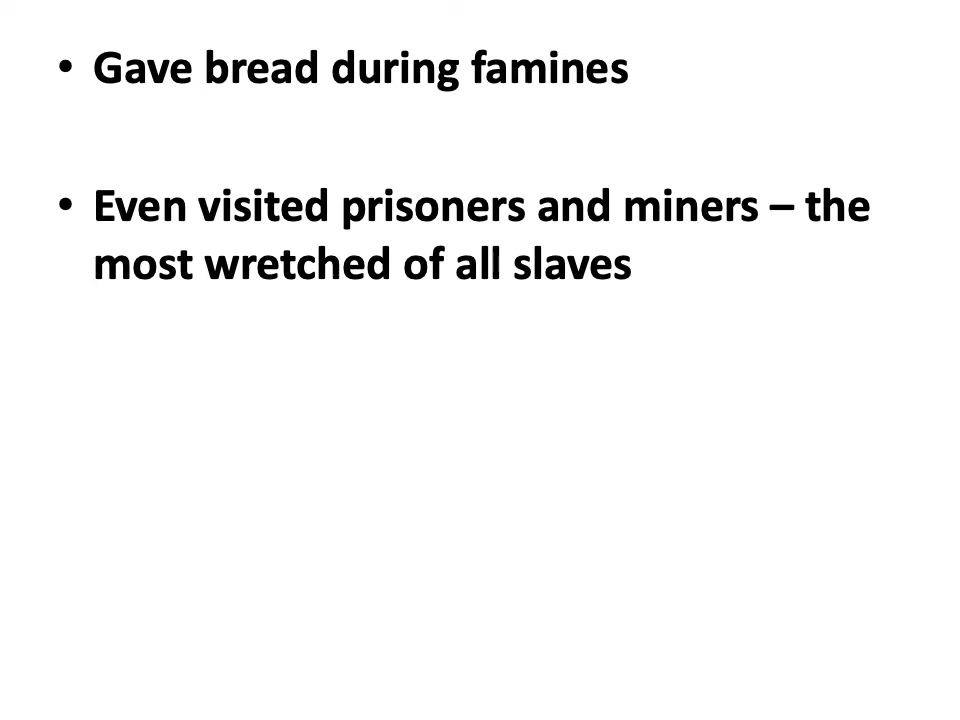 • Gave bread during famines
• Even visited prisoners and miners – the
most wretched of all slaves